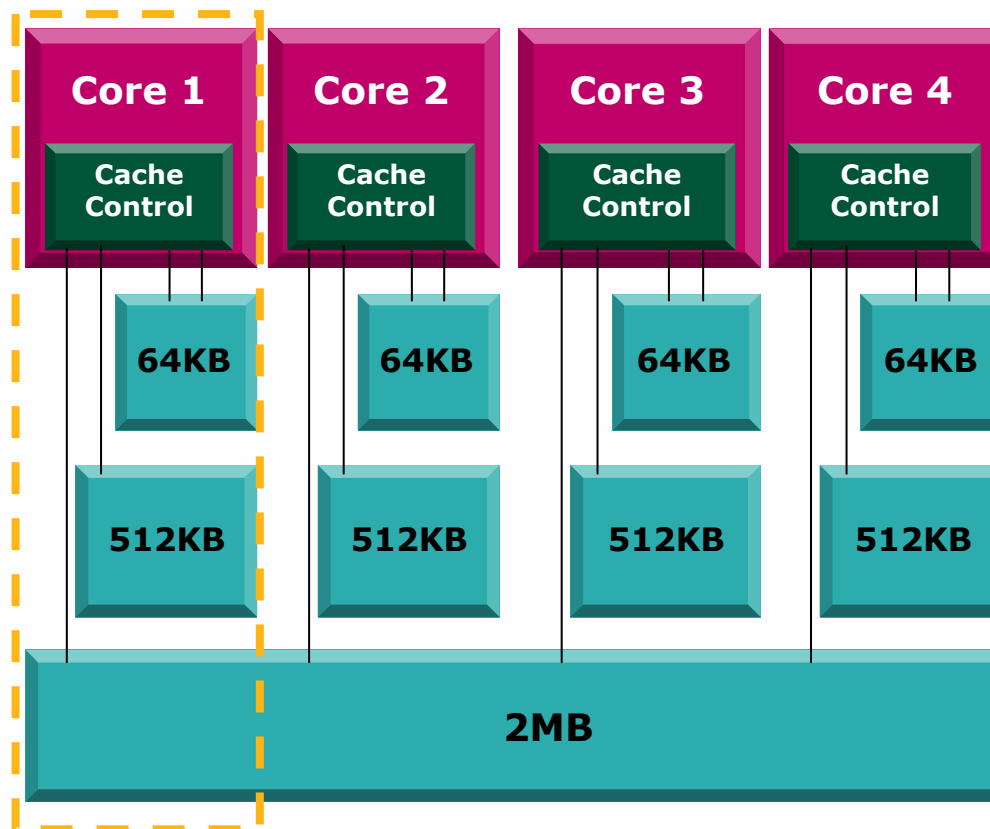 Core 1
Core 2
Core 3
Core 4
Cache
Control
Cache
Control
Cache
Control
Cache
Control
64KB
64KB
64KB
64KB
512KB
512KB
512KB
512KB
2MB